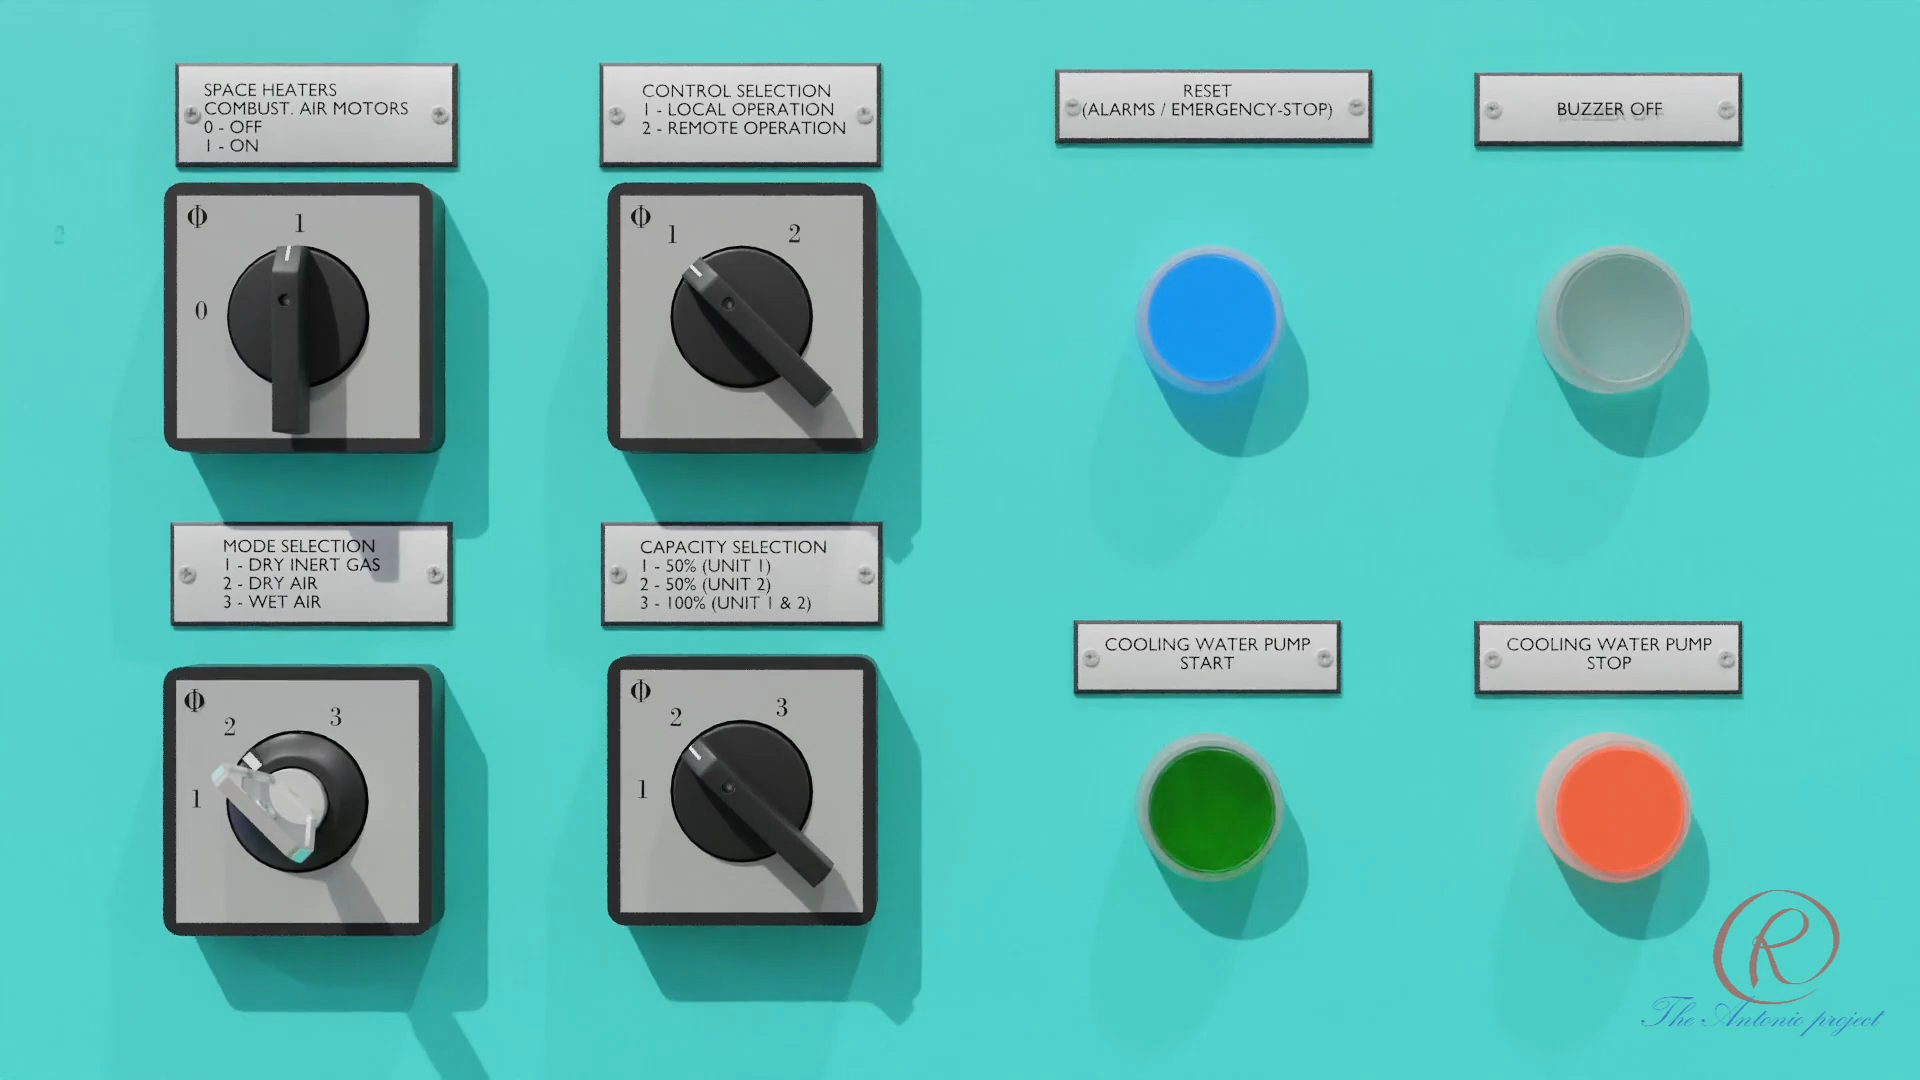 SPACE HEATERS
COMBUST. AIR MOTORS
0 - OFF
1 - ON
Φ
1
0
CONTROL SELECTION
1 - LOCAL OPERATION
2 - REMOTE OPERATION
Φ
1
2
RESET
(ALARMS / EMERGENCY-STOP)
BUZZER OFF
2
MODE SELECTION
1 - DRY INERT GAS
2 - DRY AIR
3 - WET AIR
Φ
2
3
1
CAPACITY SELECTION
1 - 50% (UNIT 1)
2 - 50% (UNIT 2)
3 - 100% (UNIT 1 & 2)
Φ
2
3
1
COOLING WATER PUMP
START
COOLING WATER PUMP
STOP
R
The Antonio project